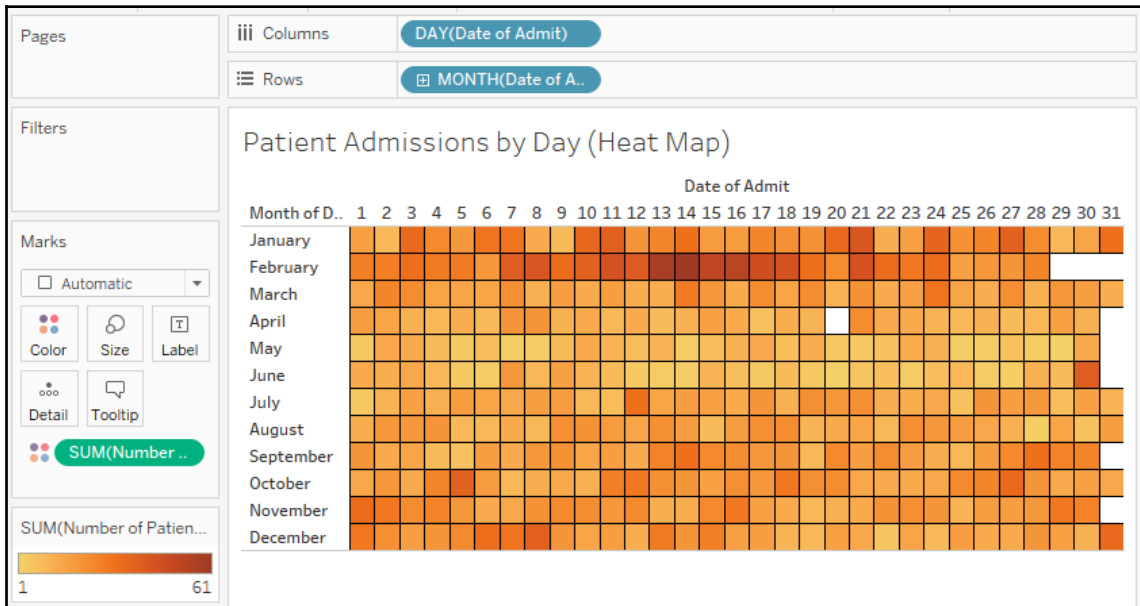 Pages
iii Columns
DAY(Date of Admit)
Rows
MONTH(Date of A..
Filters
Patient Admissions by Day (Heat Map)
Date of Admit
Month of D.. 1 2 3 4 5 6 7 8 9 10 11 12 13 14 15 16 17 18 19 20 21 22 23 24 25 26 27 28 29 30 31
January
February
March
April
May
June
July
August
September
October
November
December
Marks
Automatic
Color Size Label
Detail Tooltip
SUM(Number ..
SUM(Number of Patien...
1 61